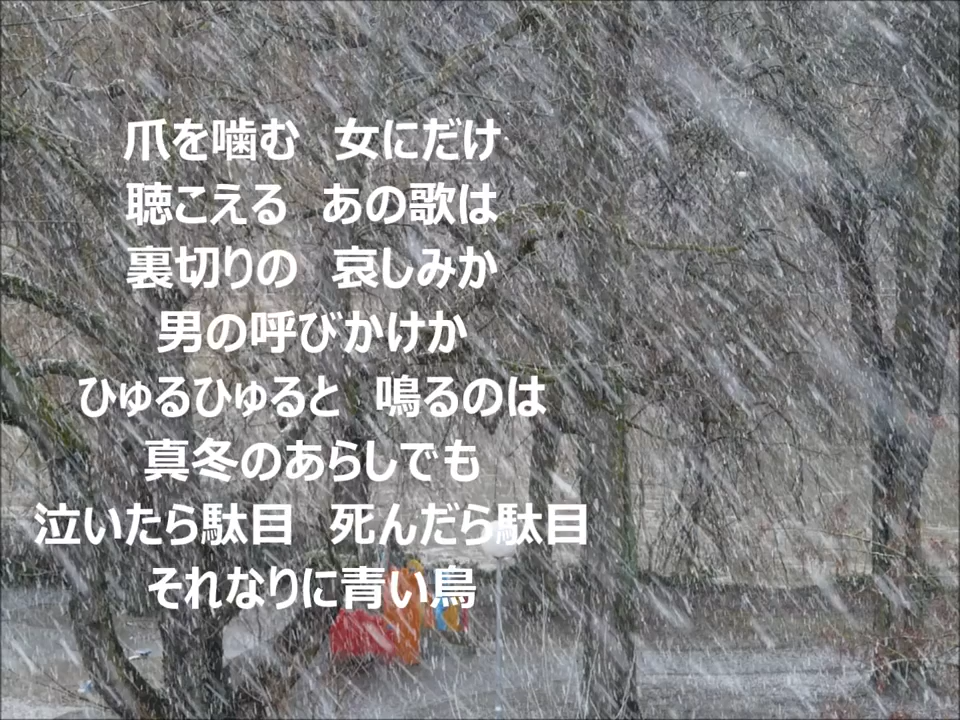 爪を噛む　女にだけ
聴こえる　あの歌は
裏切りの　哀しみか
男の呼びかけか
ひゅるひゅると　鳴るのは
真冬のあらしでも
泣いたら駄目　死んだら駄目
それなりに青い鳥